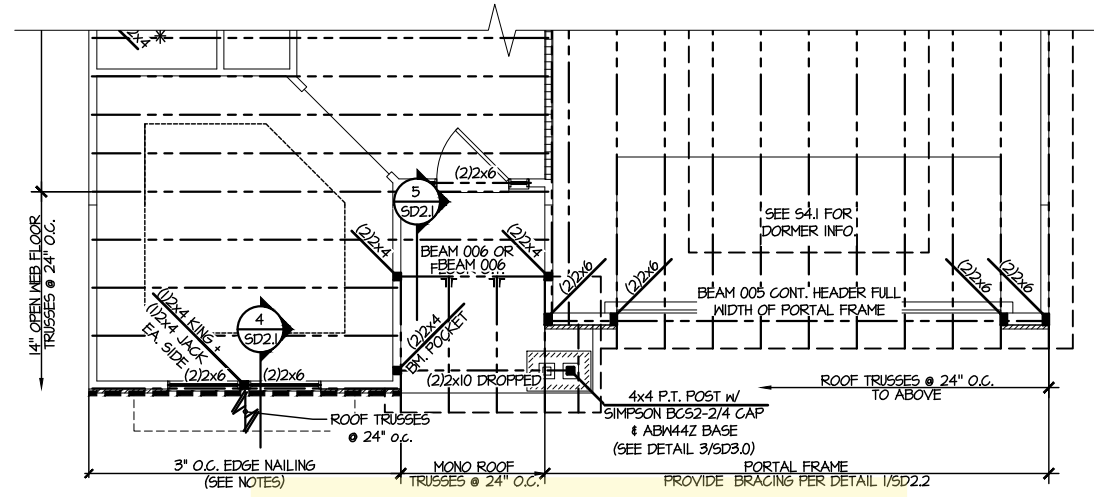 2x4
*
(2)2x6
5
SD2.1
SEE S4.1 FOR
DORMER INFO.
14" OPEN WEB FLOOR
TRUSSES @ 24" O.C.
(2)2x4
(2)2x4
BEAM 006 OR
BEAM 006
(2)2x6
(2)2x6
(2)2x6
(2)2x6
BEAM 005 CONT. HEADER FULL
WIDTH OF PORTAL FRAME
(1)2x4 KING +
(1)2x4 JACK
EA. SIDE
4
SD2.1
(2)2x4
BM. POCKET
(2)2x6
(2)2x6
(2)2x10 DROPPED
ROOF TRUSSES @ 24" O.C.
TO ABOVE
4x4 P.T. POST w/
SIMPSON BCS2-2/4 CAP
& ABW44Z BASE
(SEE DETAIL 3/SD3.0)
ROOF TRUSSES
@ 24" o.c.
3" O.C. EDGE NAILING
(SEE NOTES)
MONO ROOF
TRUSSES @ 24" O.C.
PORTAL FRAME
PROVIDE BRACING PER DETAIL 1/SD2.2